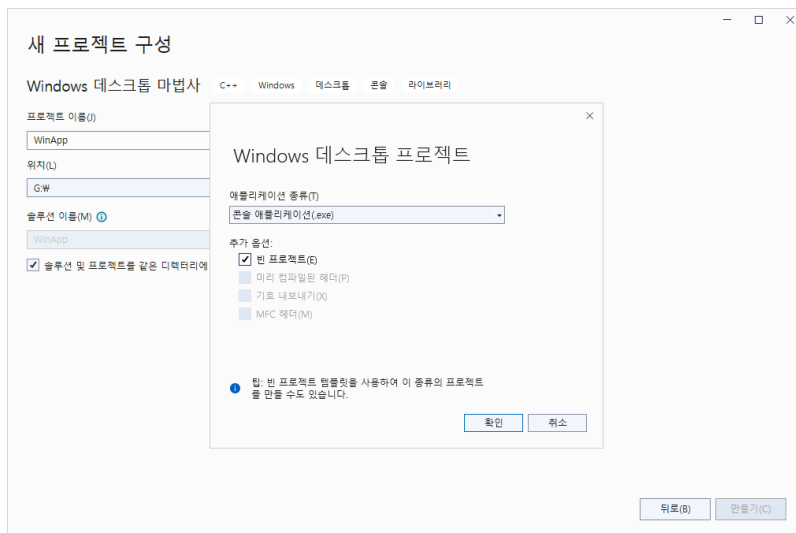 새 프로젝트 구성
Windows 데스크톱 마법사 C++ Windows 데스크톱 콘솔 라이브러리
프로젝트 이름(J)
WinApp
위치(L)
G:₩
솔루션 이름(M)
WinApp
솔루션 및 프로젝트를 같은 디렉터리에
Windows 데스크톱 프로젝트
애플리케이션 종류(T)
콘솔 애플리케이션(.exe)
추가 옵션:
빈 프로젝트(E)
미리 컴파일된 헤더(P)
기호 내보내기(X)
MFC 헤더(M)
팁: 빈 프로젝트 템플릿을 사용하여 이 종류의 프로젝트
를 만들 수도 있습니다.
확인 취소
뒤로(B) 만들기(C)